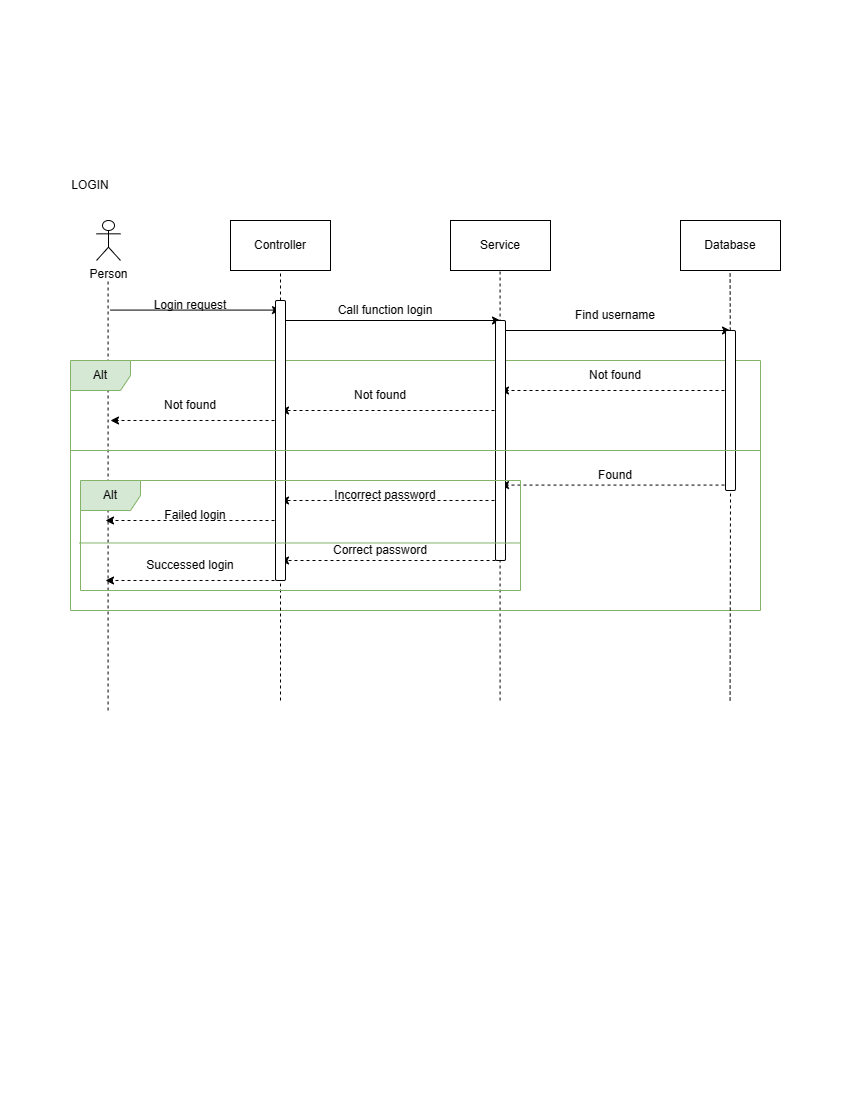 LOGIN
Person
Controller
Service
Database
Login request
Call function login
Find username
Alt
Not found
Not found
Not found
Found
Alt
Incorrect password
Failed login
Correct password
Successed login